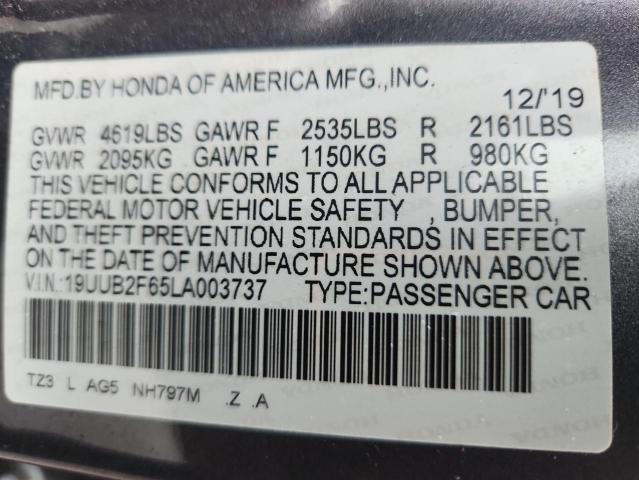 MFD.BY HONDA OF AMERICA MFG.,INC.
12/'19
GVWR 4619LBS GAWR F 2535LBS R 2161LBS
GVWR 2095KG GAWR F 1150KG R 980KG
THIS VEHICLE CONFORMS TO ALL APPLICABLE
FEDERAL MOTOR VEHICLE SAFETY , BUMPER,
AND THEFT PREVENTION STANDARDS IN EFFECT
ON THE DATE OF MANUFACTURE SHOWN ABOVE.
V.I.N.:19UUB2F65LA003737 TYPE:PASSENGER CAR
TZ3 L AG5 NH797M .Z .A
HONDA
HONDA